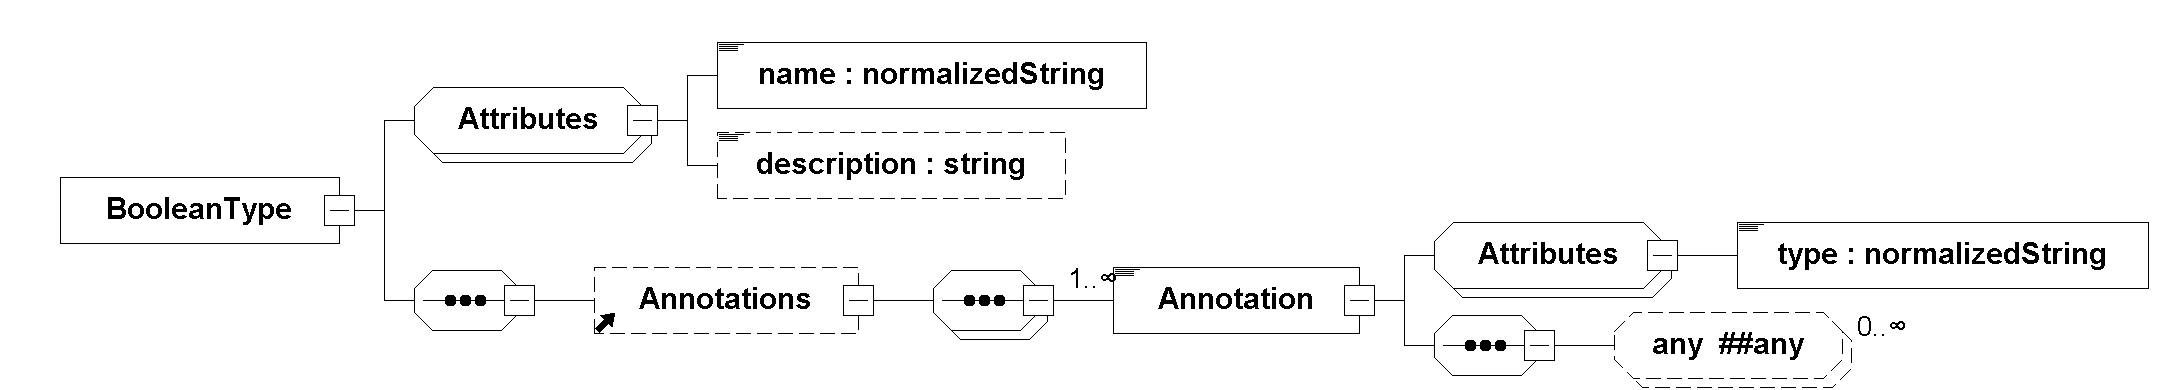 name : normalizedString
Attributes
description : string
BooleanType
Attributes
type : normalizedString
Annotations
1..∞
Annotation
any ##any
0..∞